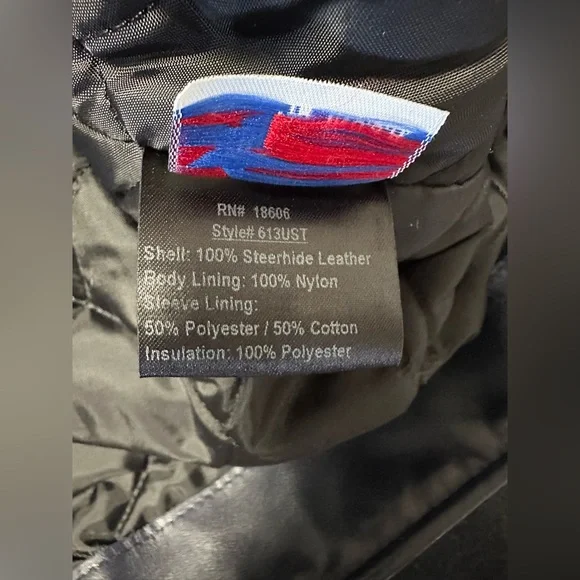 RN# 18606
Style# 613UST
Shell: 100% Steerhide Leather
Body Lining: 100% Nylon
Sleeve Lining:
50% Polyester / 50% Cotton
Insulation: 100% Polyester